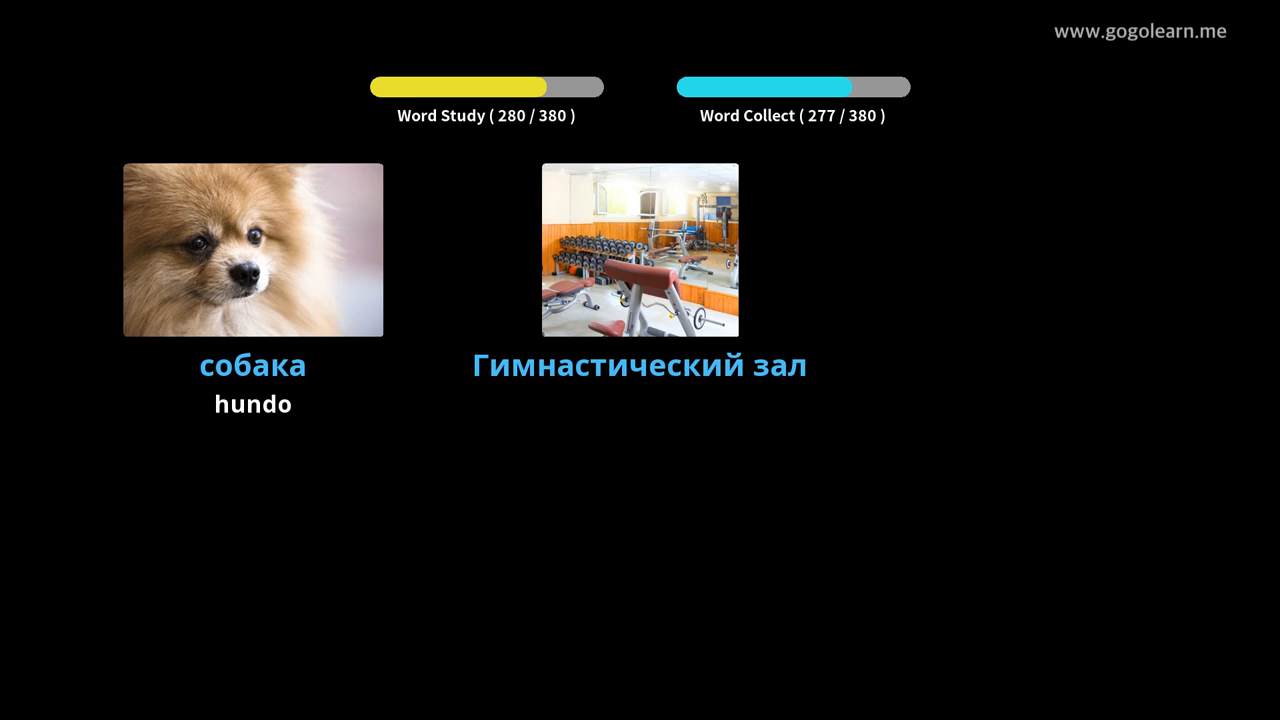 www.gogolearn.me
Word Study ( 280 / 380 )
Word Collect ( 277 / 380 )
собака
hundo
Гимнастический зал